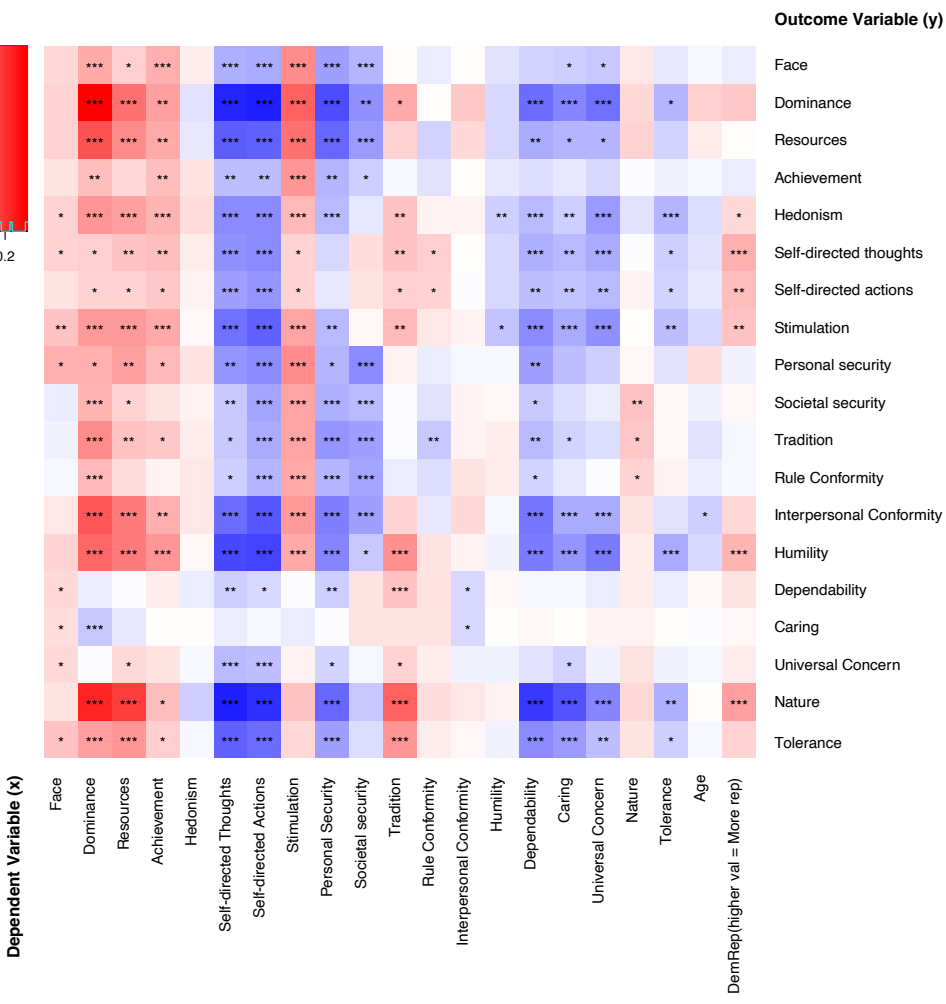 Outcome Variable (y)
*** * *** *** *** *** *** *** * * Face
*** *** ** *** *** *** *** ** * *** *** *** * Dominance
*** *** ** *** *** *** *** *** ** * * Resources
** ** ** ** *** ** * Achievement
* *** *** *** *** *** *** *** ** ** *** ** *** *** * Hedonism
0.2
* * ** ** *** *** * ** * *** ** *** * *** Self-directed thoughts
* * * *** *** * * * ** ** ** * ** Self-directed actions
** *** *** *** *** *** *** ** ** * *** *** *** ** ** Stimulation
* * ** * ** *** *** * *** ** Personal security
*** * ** *** *** *** *** * ** Societal security
*** ** * * *** *** *** *** ** ** * * Tradition
*** * *** *** *** *** * * Rule Conformity
*** *** ** *** *** *** *** *** *** *** *** * Interpersonal Conformity
*** *** *** *** *** *** *** * *** *** *** *** *** *** Humility
* ** * ** *** * Dependability
* *** * Caring
* * *** *** * * * Universal Concern
*** *** * *** *** *** *** *** *** *** ** *** Nature
* *** *** * *** *** *** *** *** *** ** * Tolerance
Dependent Variable (x)
Face
Dominance
Resources
Achievement
Hedonism
Self-directed Thoughts
Self-directed Actions
Stimulation
Personal Security
Societal security
Tradition
Rule Conformity
Interpersonal Conformity
Humility
Dependability
Caring
Universal Concern
Nature
Tolerance
Age
DemRep(higher val = More rep)